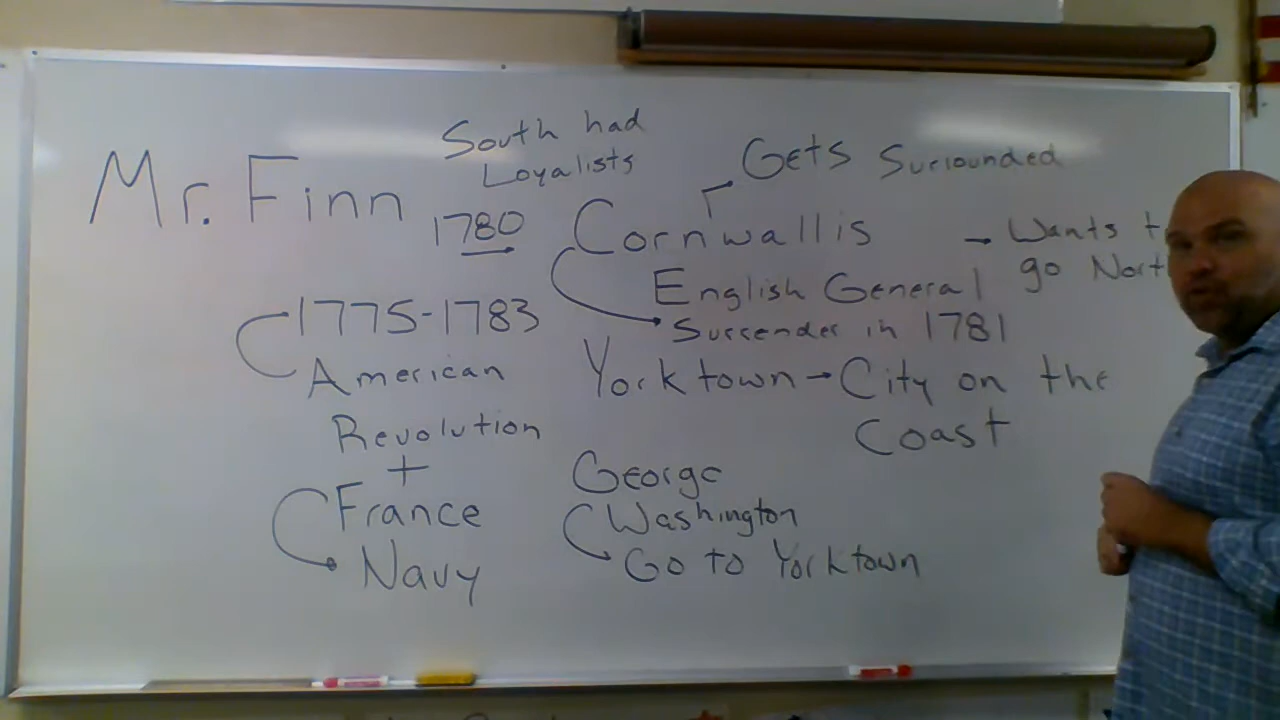 Mr. Finn
South had
Loyalists
1780
1775-1783
American
Revolution
+
France
Navy
Gets Surrounded
Cornwallis
English General
Surrender in 1781
→ Wants
go
Yorktown → City on the
Coast
George
Washington
Go to Yorktown